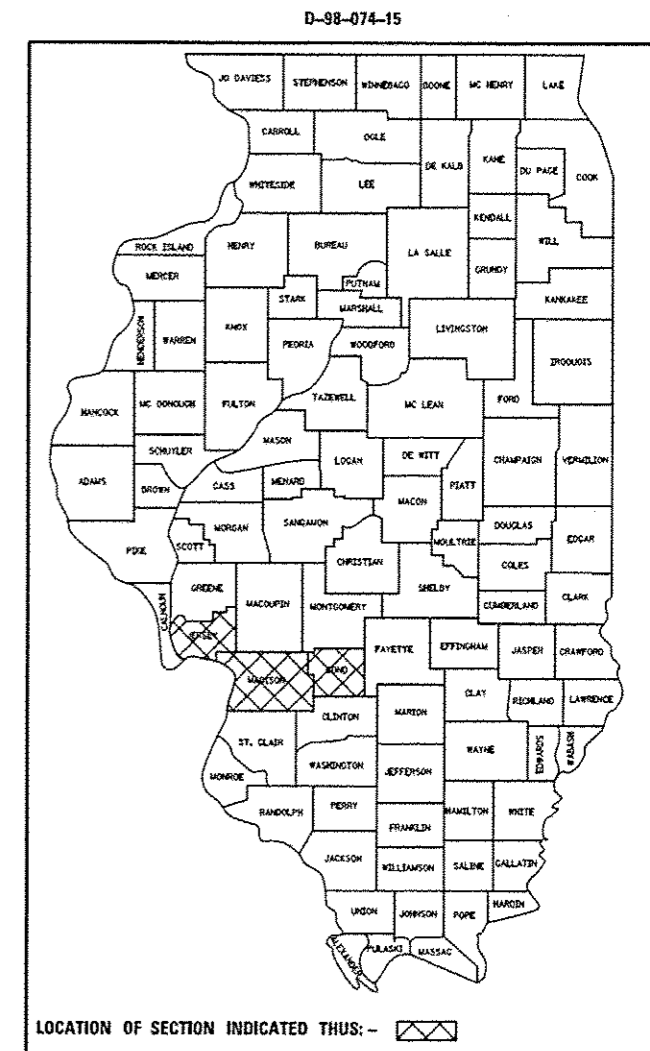 D-98-074-15
JO DAVIESS STEPHENSON WINNEBAGO BOONE MC HENRY LAKE
CARROLL OGLE DE KALB KANE DU PAGE COOK
WHITESIDE LEE KENDALL WILL
ROCK ISLAND HENRY BUREAU LA SALLE GRUNDY
MERCER STARK PUTNAM MARSHALL KANKAKEE
HENDERSON WARREN KNOX PEORIA WOODFORD LIVINGSTON IROQUOIS
HANCOCK MC DONOUGH FULTON TAZEWELL MC LEAN FORD
SCHUYLER MASON LOGAN DE WITT CHAMPAIGN VERMILION
ADAMS BROWN CASS MENARD MACON PIATT
PIKE SCOTT MORGAN SANGAMON CHRISTIAN MOULTRIE DOUGLAS EDGAR
COLES
CALHOUN GREENE MACOUPIN MONTGOMERY SHELBY CUMBERLAND CLARK
JERSEY FAYETTE EFFINGHAM JASPER CRAWFORD
MADISON BOND CLAY RICHLAND LAWRENCE
CLINTON MARION
ST. CLAIR WASHINGTON JEFFERSON WAYNE EDWARDS WABASH
MONROE
RANDOLPH PERRY FRANKLIN HAMILTON WHITE
JACKSON WILLIAMSON SALINE GALLATIN
UNION JOHNSON POPE HARDIN
ALEXANDER PULASKI MASSAC
LOCATION OF SECTION INDICATED THUS: -